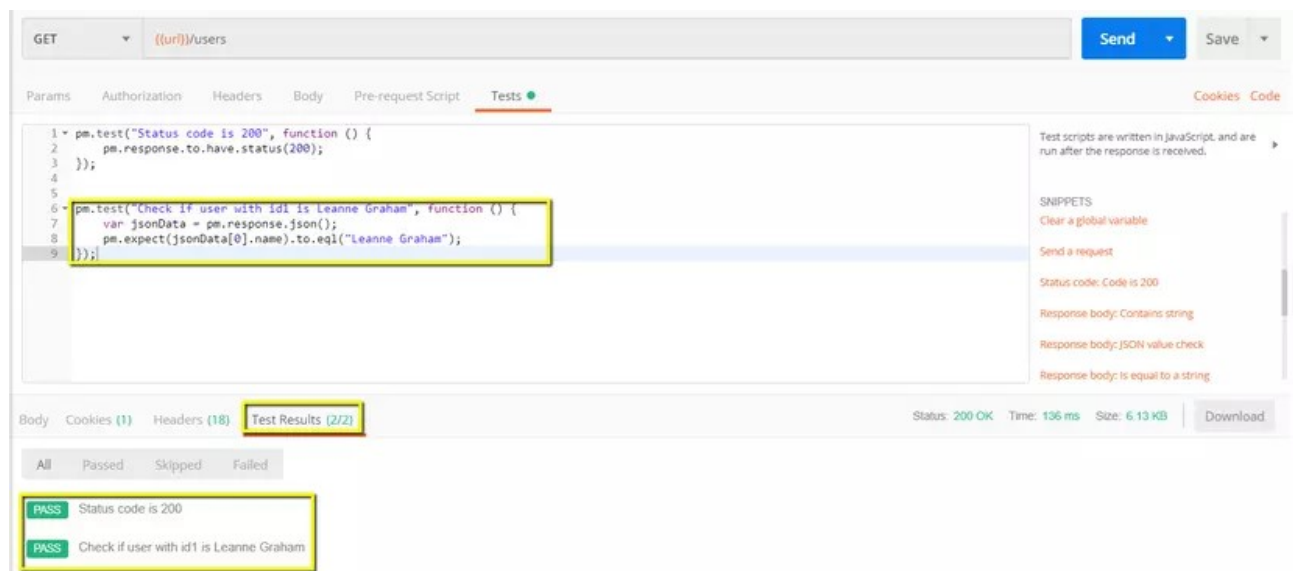 GET {{url}}/users Send Save
Params Authorization Headers Body Pre-request Script Tests Cookies Code
1 pm.test("Status code is 200", function () {
2 pm.response.to.have.status(200);
3 });
4
5
6 pm.test("Check if user with id1 is Leanne Graham", function () {
7 var jsonData = pm.response.json();
8 pm.expect(jsonData[0].name).to.eql("Leanne Graham");
9 });
Test scripts are written in JavaScript, and are
run after the response is received.
SNIPPETS
Clear a global variable
Send a request
Status code: Code is 200
Response body: Contains string
Response body: JSON value check
Response body: Is equal to a string
Body Cookies (1) Headers (18) Test Results (2/2) Status: 200 OK Time: 136 ms Size: 6.13 KB Download
All Passed Skipped Failed
PASS Status code is 200
PASS Check if user with id1 is Leanne Graham